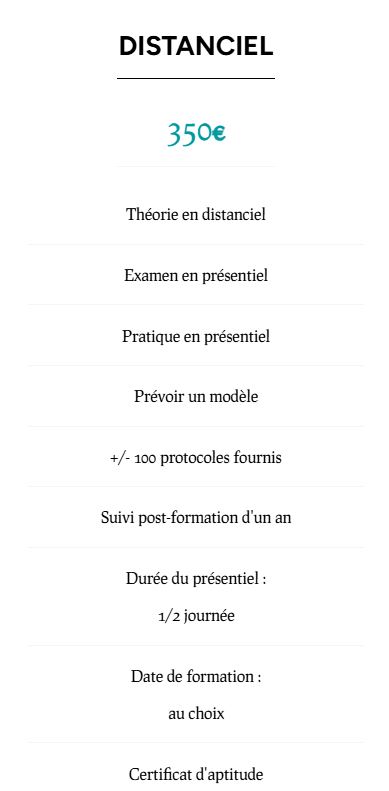 DISTANCIEL
350€
Théorie en distanciel
Examen en présentiel
Pratique en présentiel
Prévoir un modèle
+/- 100 protocoles fournis
Suivi post-formation d'un an
Durée du présentiel :
1/2 journée
Date de formation :
au choix
Certificat d'aptitude